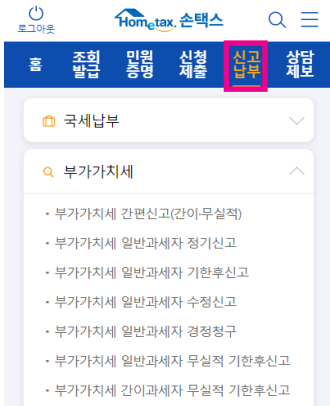 로그아웃
Hometax. 손택스
홈
조회
발급
민원
증명
신청
제출
신고
납부
상담
제보
국세납부
부가가치세
• 부가가치세 간편신고(간이·무실적)
• 부가가치세 일반과세자 정기신고
• 부가가치세 일반과세자 기한후신고
• 부가가치세 일반과세자 수정신고
• 부가가치세 일반과세자 경정청구
• 부가가치세 일반과세자 무실적 기한후신고
• 부가가치세 간이과세자 무실적 기한후신고